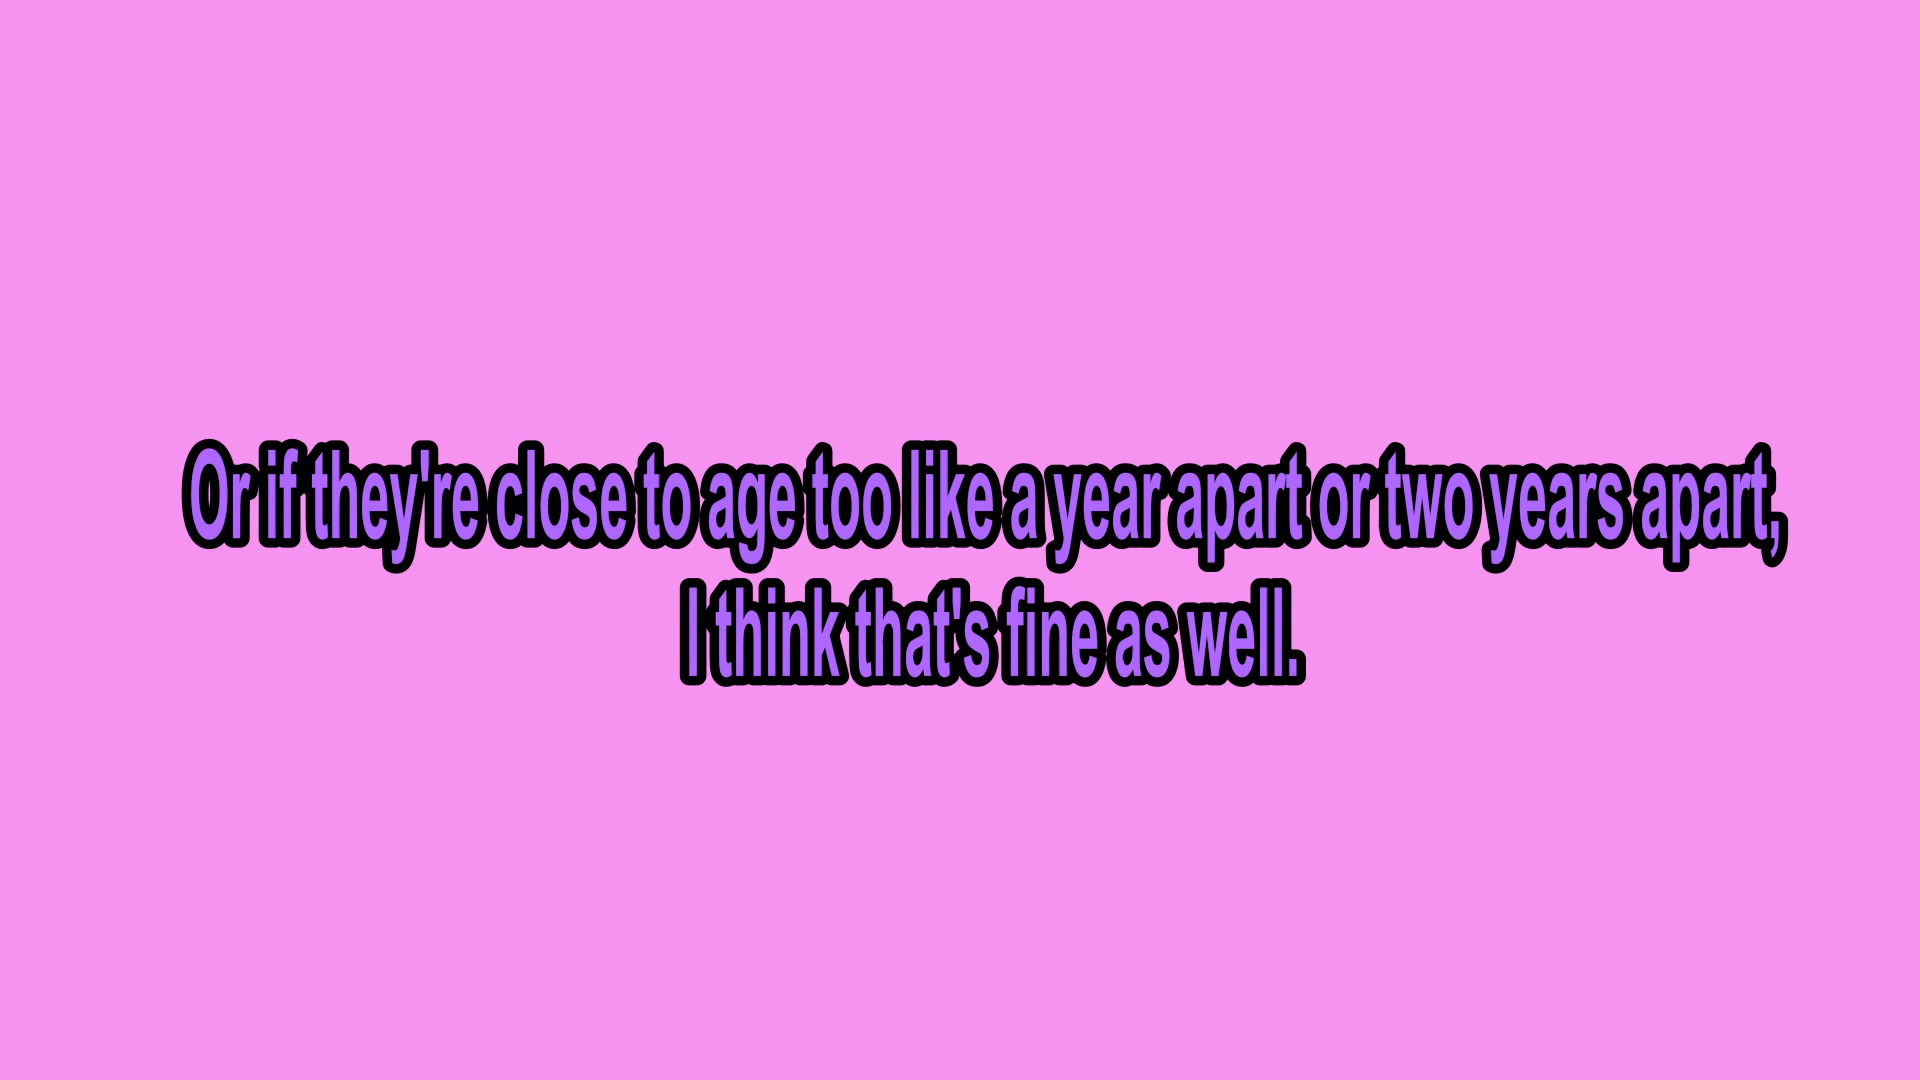 Or if they're close to age too like a year apart or two years apart,
I think that's fine as well.